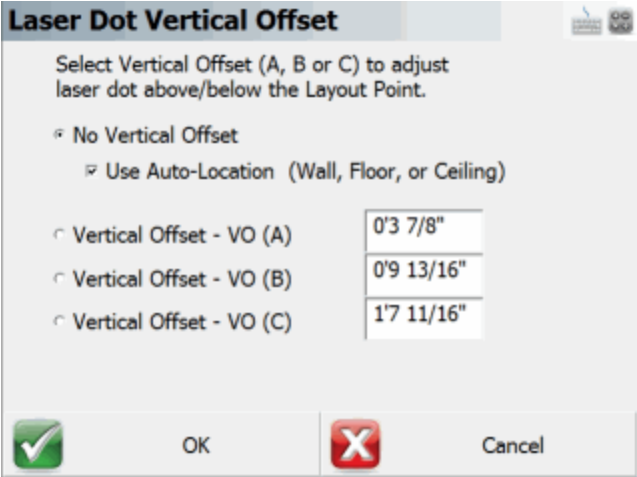 Laser Dot Vertical Offset
Select Vertical Offset (A, B or C) to adjust
laser dot above/below the Layout Point.
No Vertical Offset
Use Auto-Location (Wall, Floor, or Ceiling)
Vertical Offset - VO (A) 0'3 7/8"
Vertical Offset - VO (B) 0'9 13/16"
Vertical Offset - VO (C) 1'7 11/16"
OK Cancel